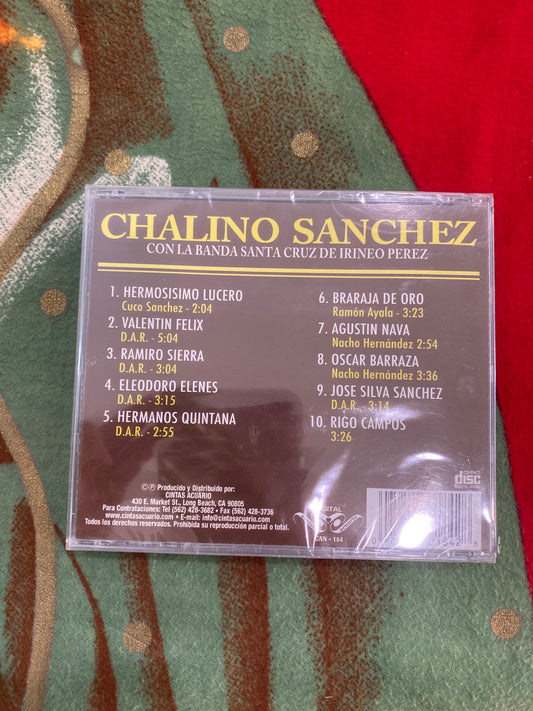 CHALINO SANCHEZ
CON LA BANDA SANTA CRUZ DE IRINEO PEREZ
1. HERMOSISIMO LUCERO
Cuco Sanchez - 2:04
2. VALENTIN FELIX
D.A.R. - 5:04
3. RAMIRO SIERRA
D.A.R. - 3:04
4. ELEODORO ELENES
D.A.R. - 3:15
5. HERMANOS QUINTANA
D.A.R. - 2:55
6. BRARAJA DE ORO
Ramón Ayala - 3:23
7. AGUSTIN NAVA
Nacho Hernández 2:54
8. OSCAR BARRAZA
Nacho Hernández 3:36
9. JOSE SILVA SANCHEZ
D.A.R. - 3:14
10. RIGO CAMPOS
3:26
©℗ Producido y Distribuido por:
CINTAS ACUARIO
430 E. Market St., Long Beach, CA 90805
Para Contrataciones: Tel (562) 428-3682 • Fax (562) 428-3736
www.cintasacuario.com • E-mail: info@cintasacuario.com
Todos los derechos reservados. Prohibida su reproducción parcial o total.
DIGITAL
CAN - 184
COMPACT
disc